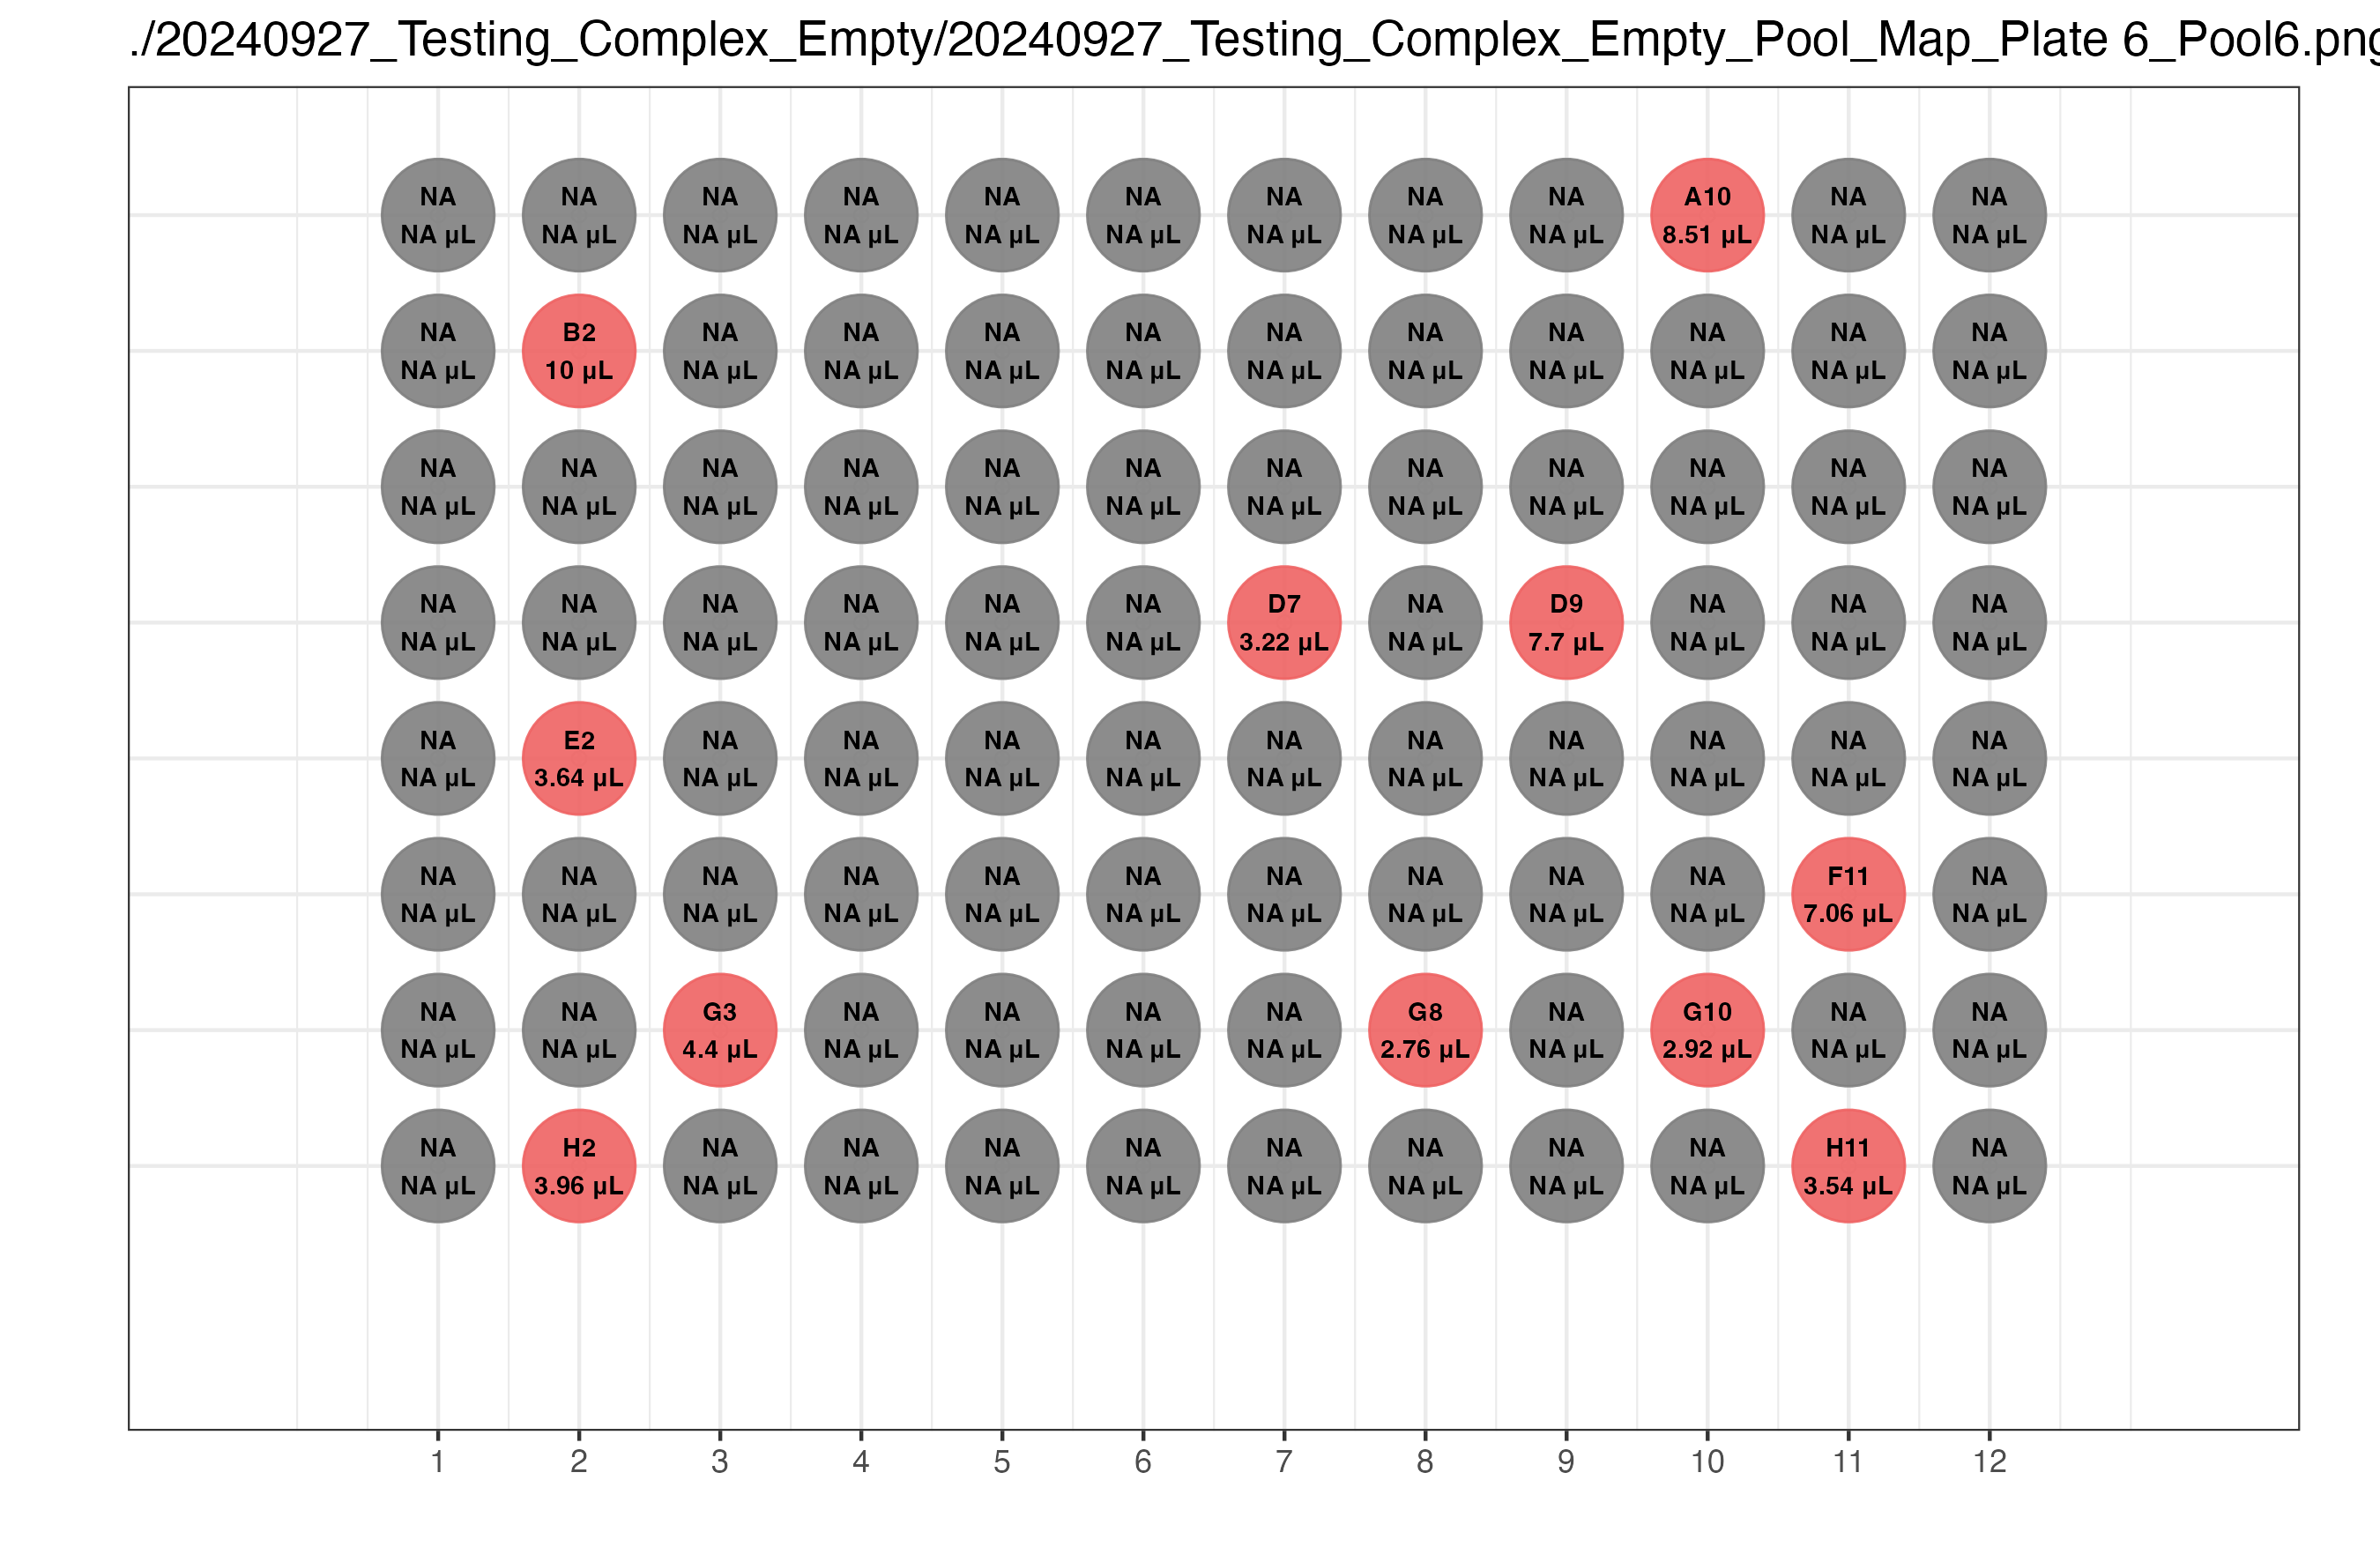 ./20240927_Testing_Complex_Empty/20240927_Testing_Complex_Empty_Pool_Map_Plate 6_Pool6.png
NA NA NA NA NA NA NA NA NA A10 NA NA
NA µL NA µL NA µL NA µL NA µL NA µL NA µL NA µL NA µL 8.51 µL NA µL NA µL
NA B2 NA NA NA NA NA NA NA NA NA NA
NA µL 10 µL NA µL NA µL NA µL NA µL NA µL NA µL NA µL NA µL NA µL NA µL
NA NA NA NA NA NA NA NA NA NA NA NA
NA µL NA µL NA µL NA µL NA µL NA µL NA µL NA µL NA µL NA µL NA µL NA µL
NA NA NA NA NA NA D7 NA D9 NA NA NA
NA µL NA µL NA µL NA µL NA µL NA µL 3.22 µL NA µL 7.7 µL NA µL NA µL NA µL
NA E2 NA NA NA NA NA NA NA NA NA NA
NA µL 3.64 µL NA µL NA µL NA µL NA µL NA µL NA µL NA µL NA µL NA µL NA µL
NA NA NA NA NA NA NA NA NA NA F11 NA
NA µL NA µL NA µL NA µL NA µL NA µL NA µL NA µL NA µL NA µL 7.06 µL NA µL
NA NA G3 NA NA NA NA G8 NA G10 NA NA
NA µL NA µL 4.4 µL NA µL NA µL NA µL NA µL 2.76 µL NA µL 2.92 µL NA µL NA µL
NA H2 NA NA NA NA NA NA NA NA H11 NA
NA µL 3.96 µL NA µL NA µL NA µL NA µL NA µL NA µL NA µL NA µL 3.54 µL NA µL
1 2 3 4 5 6 7 8 9 10 11 12